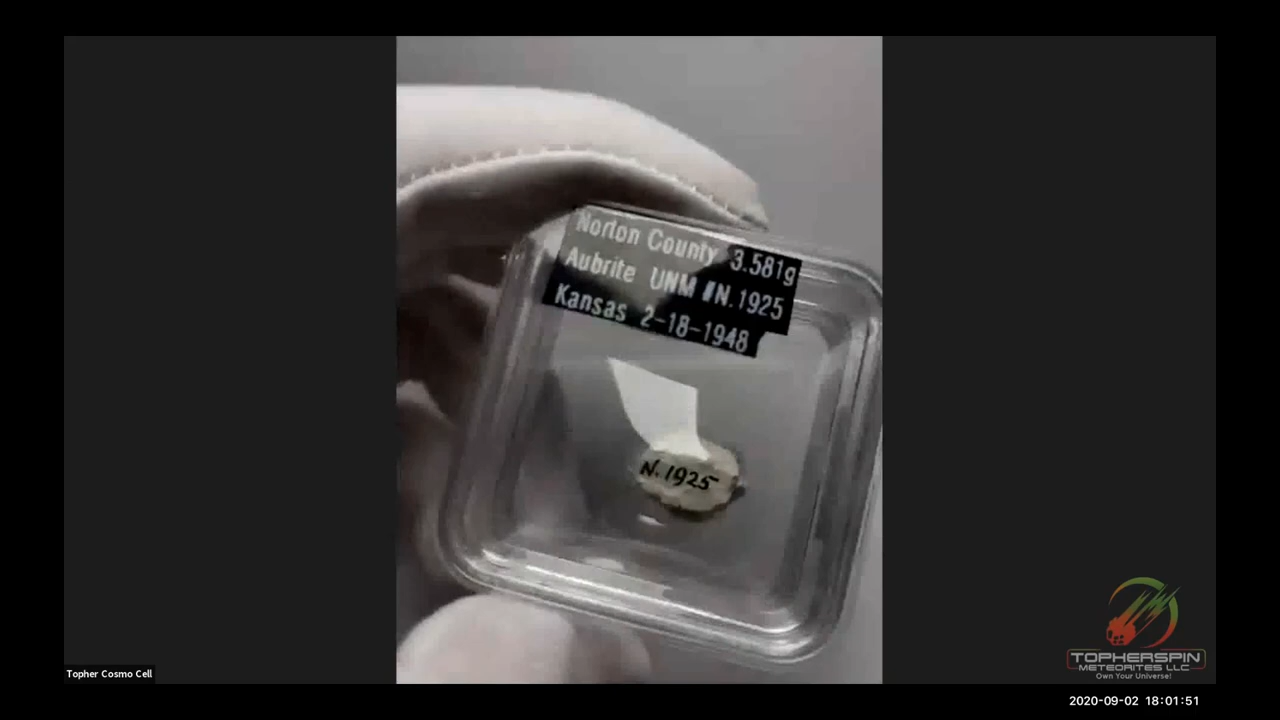 Norton County 3.581g
Aubrite UNM #N.1925
Kansas 2-18-1948
N.1925
Topher Cosmo Cell
TOPHERSPIN
METEORITES LLC
Own Your Universe!
2020-09-02 18:01:51